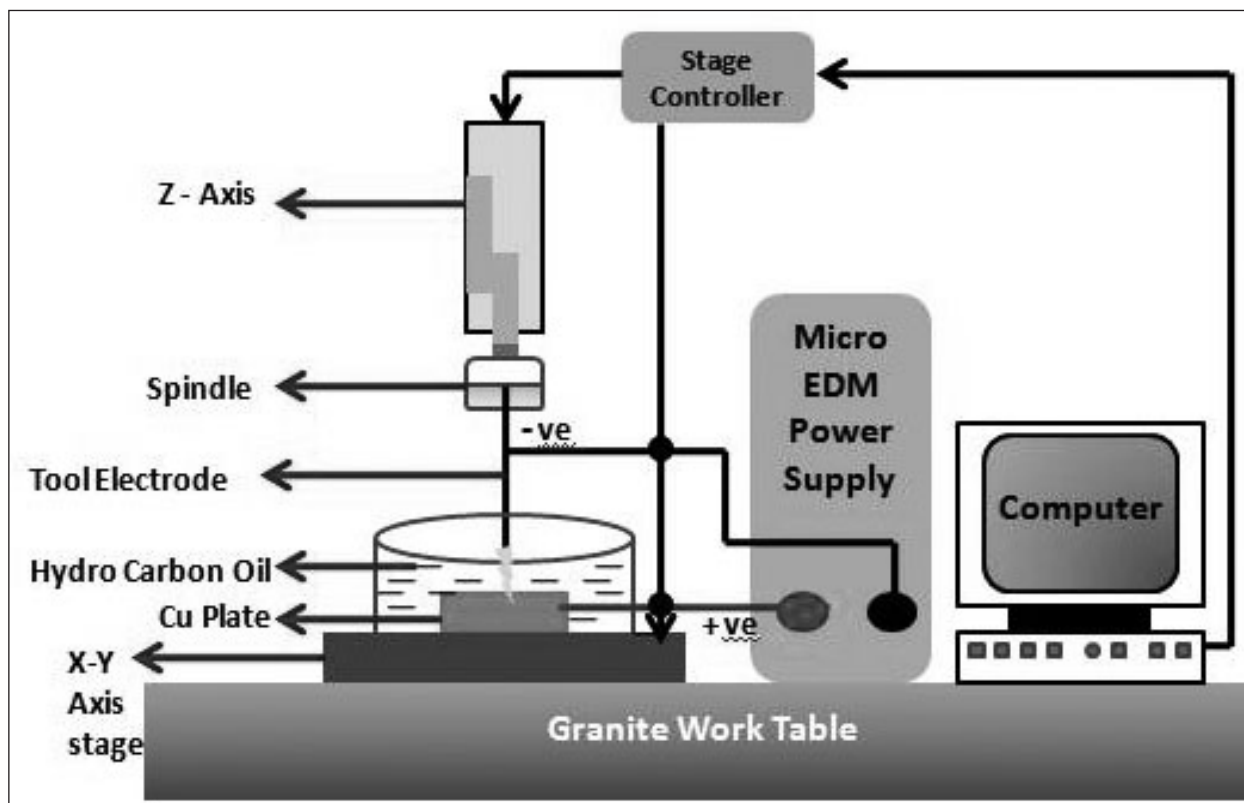 Stage
Controller
Z - Axis
Spindle
- ve
Tool Electrode
Micro
EDM
Power
Supply
Computer
Hydro Carbon Oil
Cu Plate
+ve
X-Y
Axis
stage
Granite Work Table